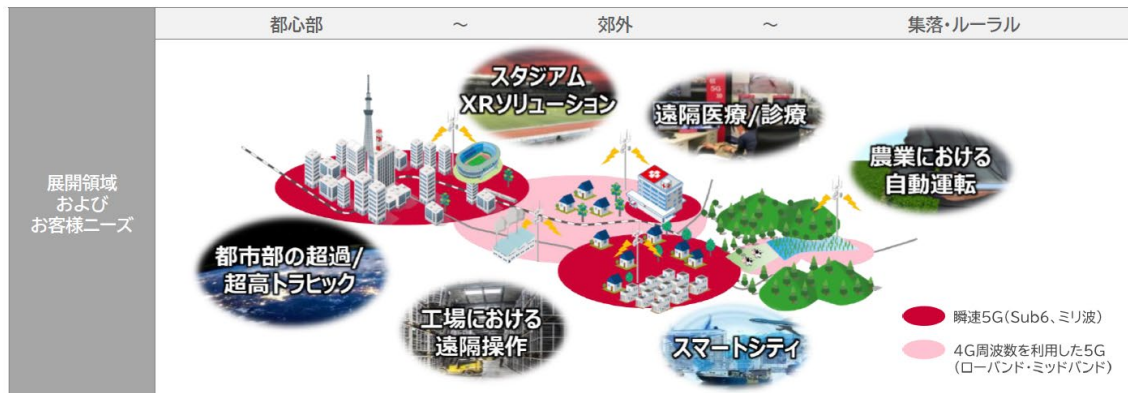 都心部 ～ 郊外 ～ 集落・ルーラル
展開領域
および
お客様ニーズ
スタジアム
XRソリューション
遠隔医療/診療
農業における
自動運転
都市部の超過/
超高トラヒック
工場における
遠隔操作
スマートシティ
瞬速5G(Sub6、ミリ波)
4G周波数を利用した5G
(ローバンド・ミッドバンド)